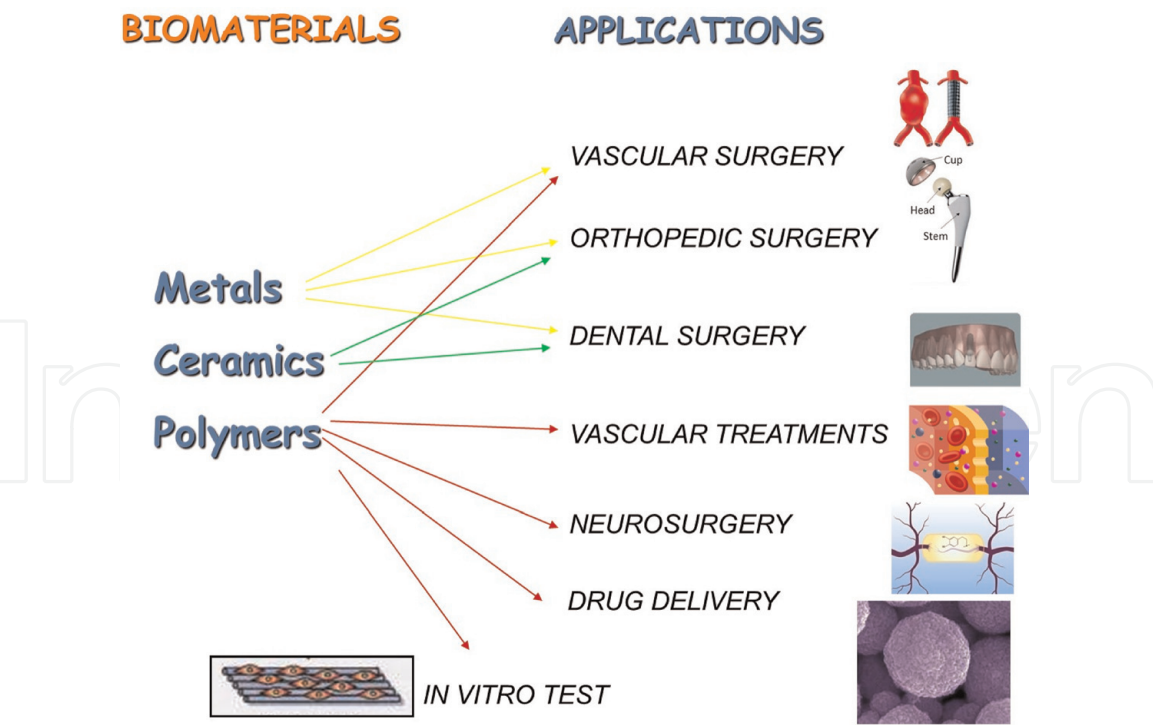 BIOMATERIALS
APPLICATIONS
VASCULAR SURGERY
Cup
Head
Stem
ORTHOPEDIC SURGERY
Metals
DENTAL SURGERY
Ceramics
Polymers
VASCULAR TREATMENTS
NEUROSURGERY
DRUG DELIVERY
IN VITRO TEST